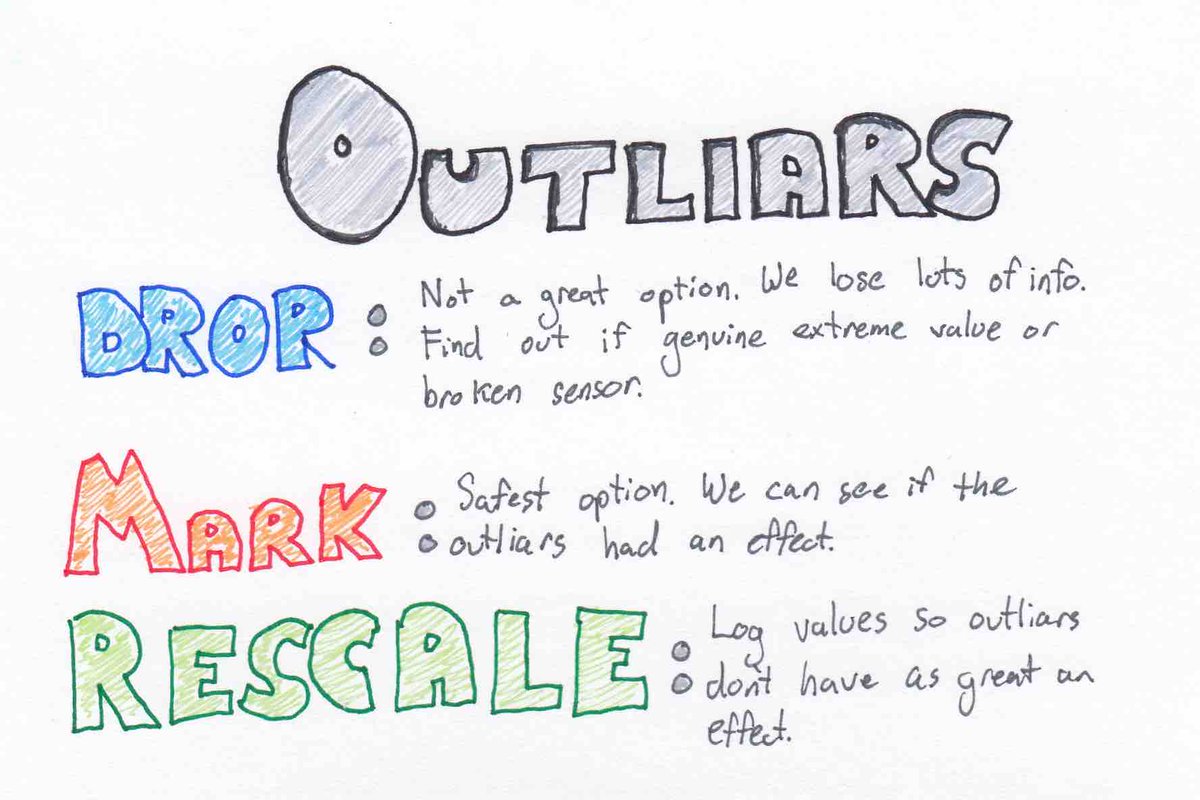 OUTLIARS
DROP: Not a great option. We lose lots of info.
Find out if genuine extreme value or
broken sensor.
MARK: Safest option. We can see if the
outliars had an effect.
RESCALE: Log values so outliars
don't have as great an
effect.